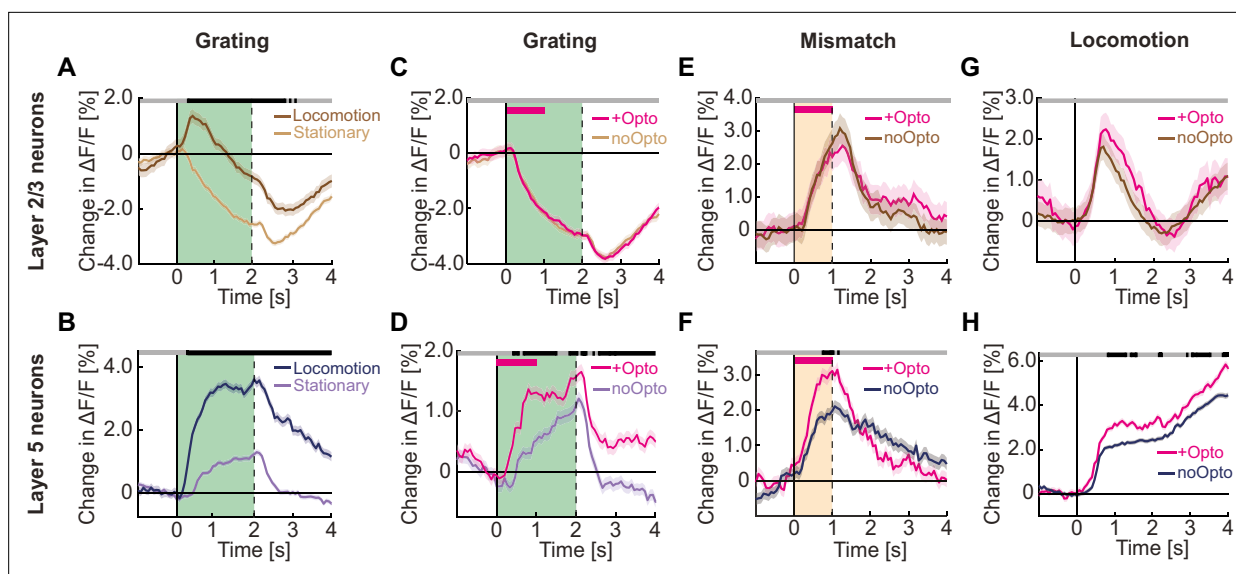 Grating
Grating
Mismatch
Locomotion
Layer 2/3 neurons
Layer 5 neurons
A
Change in ΔF/F [%]
2.0
0
-2.0
-4.0
Locomotion
Stationary
0 1 2 3 4
Time [s]
C
Change in ΔF/F [%]
2.0
0
-2.0
-4.0
+Opto
noOpto
0 1 2 3 4
Time [s]
E
Change in ΔF/F [%]
4.0
3.0
2.0
1.0
0
+Opto
noOpto
0 1 2 3 4
Time [s]
G
Change in ΔF/F [%]
3.0
2.0
1.0
0
+Opto
noOpto
0 1 2 3 4
Time [s]
B
Change in ΔF/F [%]
4.0
2.0
0
Locomotion
Stationary
0 1 2 3 4
Time [s]
D
Change in ΔF/F [%]
2.0
1.0
0
+Opto
noOpto
0 1 2 3 4
Time [s]
F
Change in ΔF/F [%]
3.0
2.0
1.0
0
+Opto
noOpto
0 1 2 3 4
Time [s]
H
Change in ΔF/F [%]
6.0
4.0
2.0
0
+Opto
noOpto
0 1 2 3 4
Time [s]